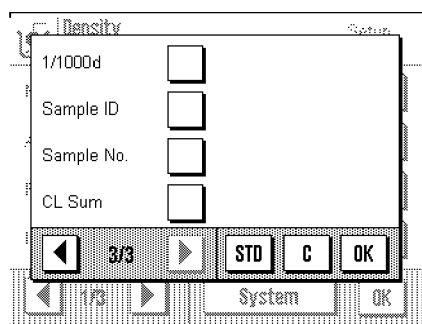 Density Setup
1/1000d
Sample ID
Sample No.
CL Sum
3/3 STD C OK
1/3 System OK